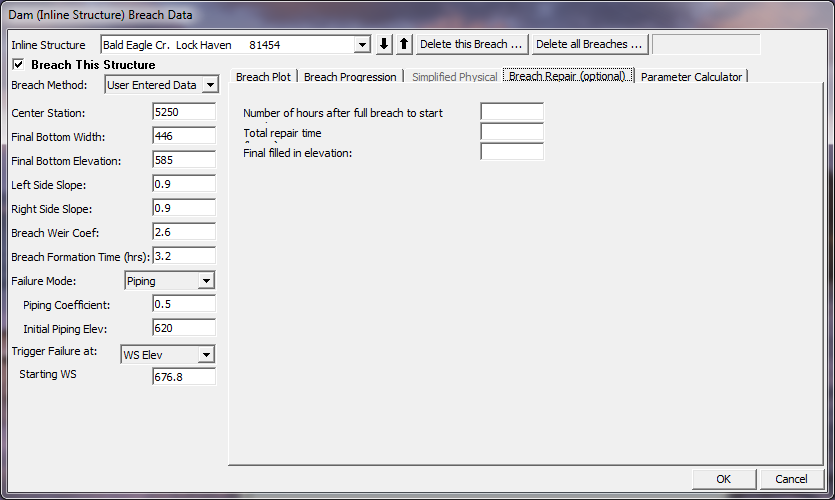 Dam (Inline Structure) Breach Data
Inline Structure Bald Eagle Cr. Lock Haven 81454 Delete this Breach ... Delete all Breaches ...
Breach This Structure
Breach Method: User Entered Data
Breach Plot Breach Progression Simplified Physical Breach Repair (optional) Parameter Calculator
Center Station: 5250
Final Bottom Width: 446
Final Bottom Elevation: 585
Left Side Slope: 0.9
Right Side Slope: 0.9
Breach Weir Coef: 2.6
Breach Formation Time (hrs): 3.2
Failure Mode: Piping
Piping Coefficient: 0.5
Initial Piping Elev: 620
Trigger Failure at: WS Elev
Starting WS 676.8
Number of hours after full breach to start
Total repair time
Final filled in elevation:
OK Cancel